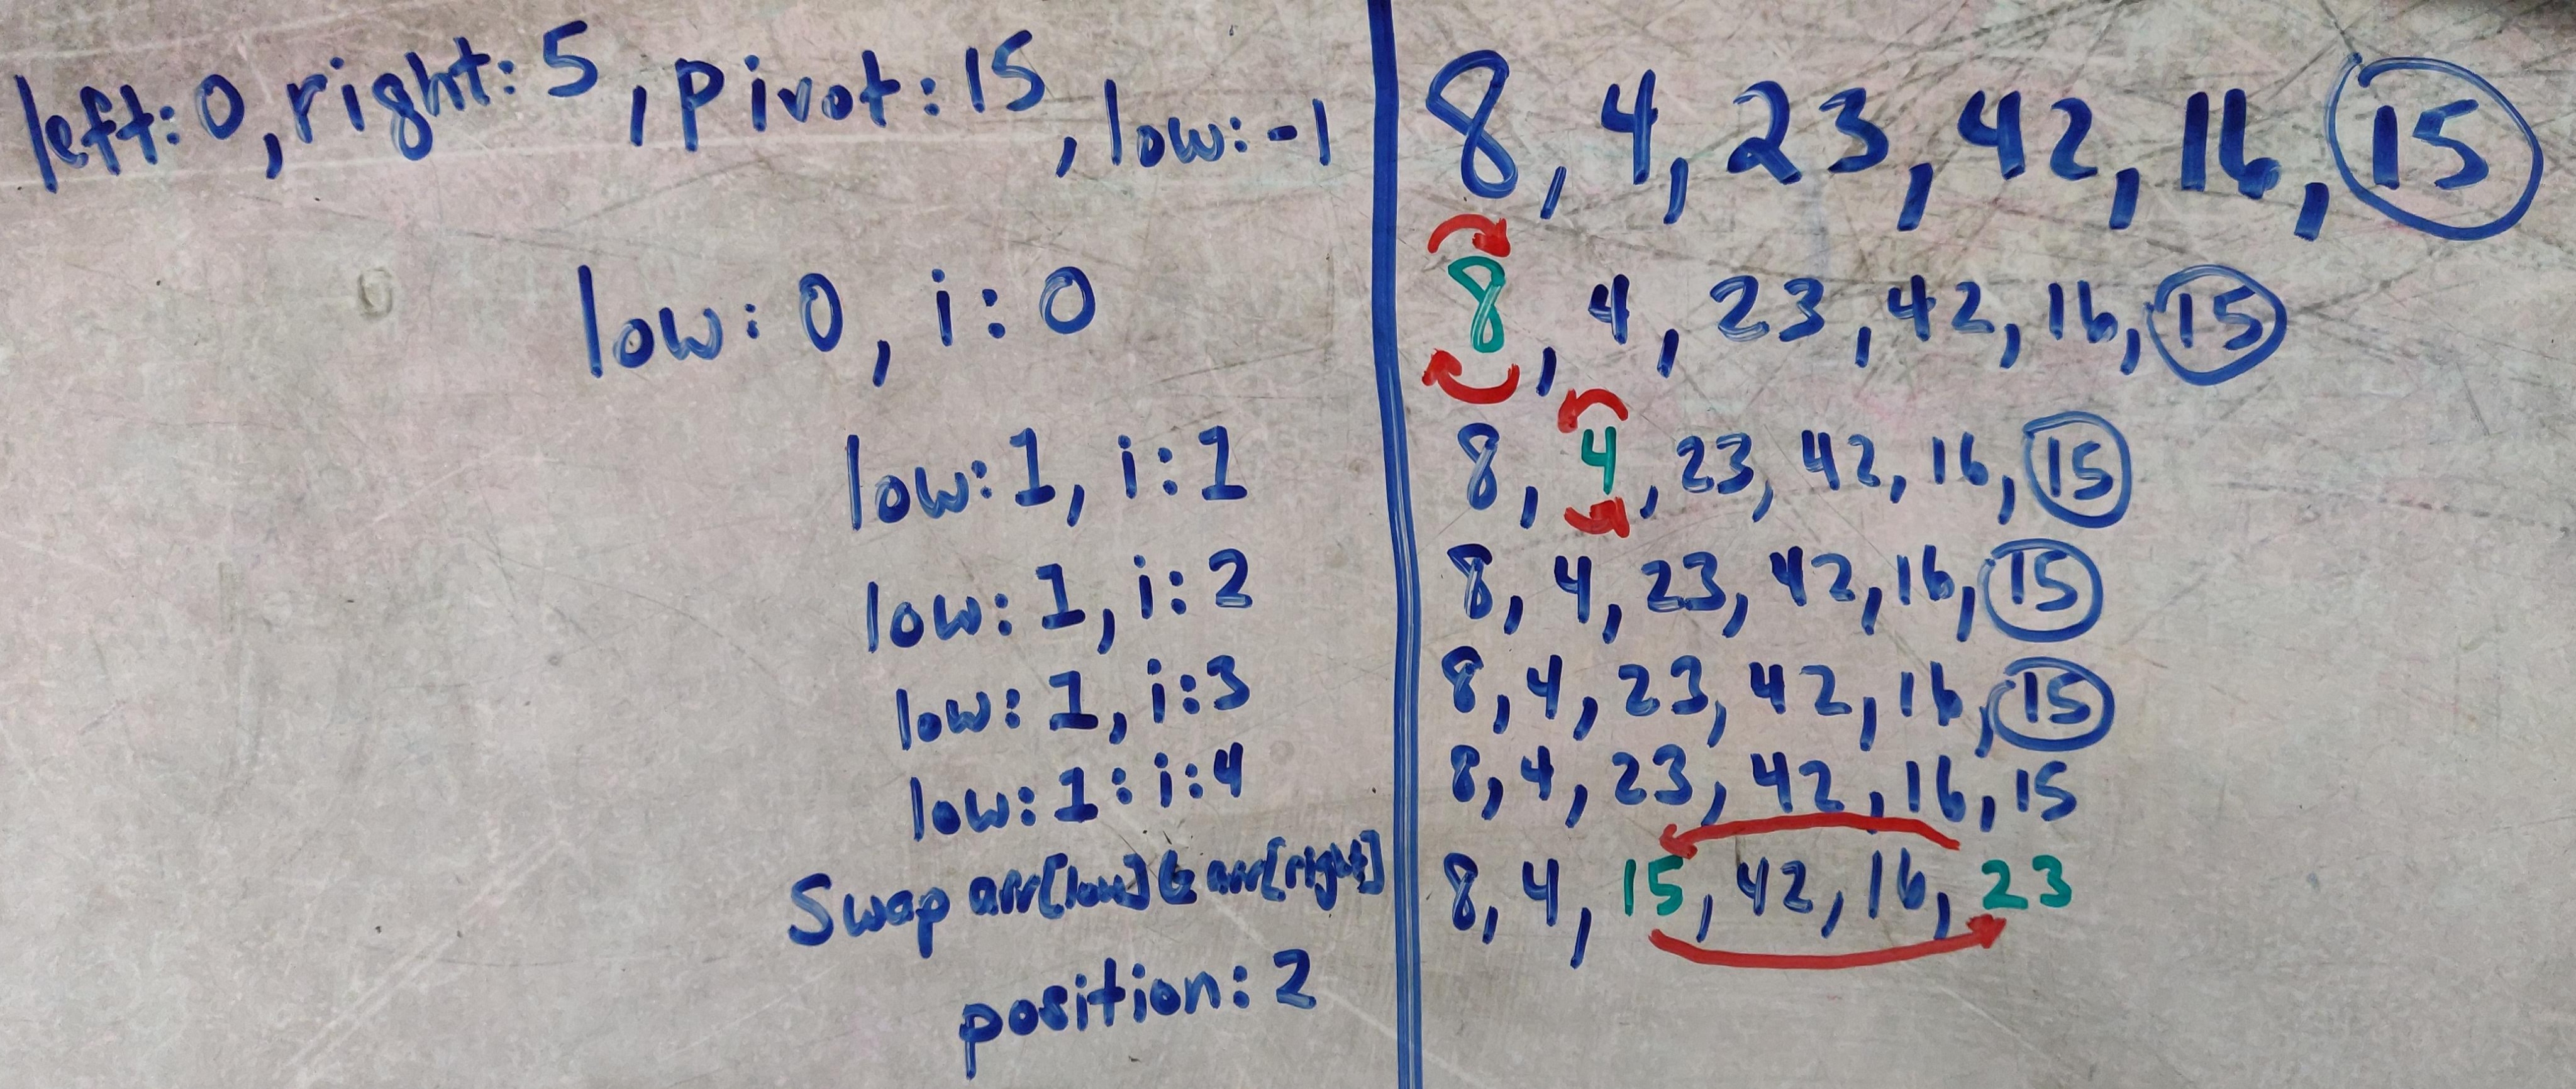 left: 0, right: 5, pivot: 15, low: -1 8, 4, 23, 42, 16, 15
low: 0, i: 0 8, 4, 23, 42, 16, 15
low: 1, i: 1 8, 4, 23, 42, 16, 15
low: 1, i: 2 8, 4, 23, 42, 16, 15
low: 1, i: 3 8, 4, 23, 42, 16, 15
low: 1: i: 4 8, 4, 23, 42, 16, 15
Swap arr[low] & arr[right] 8, 4, 15, 42, 16, 23
position: 2